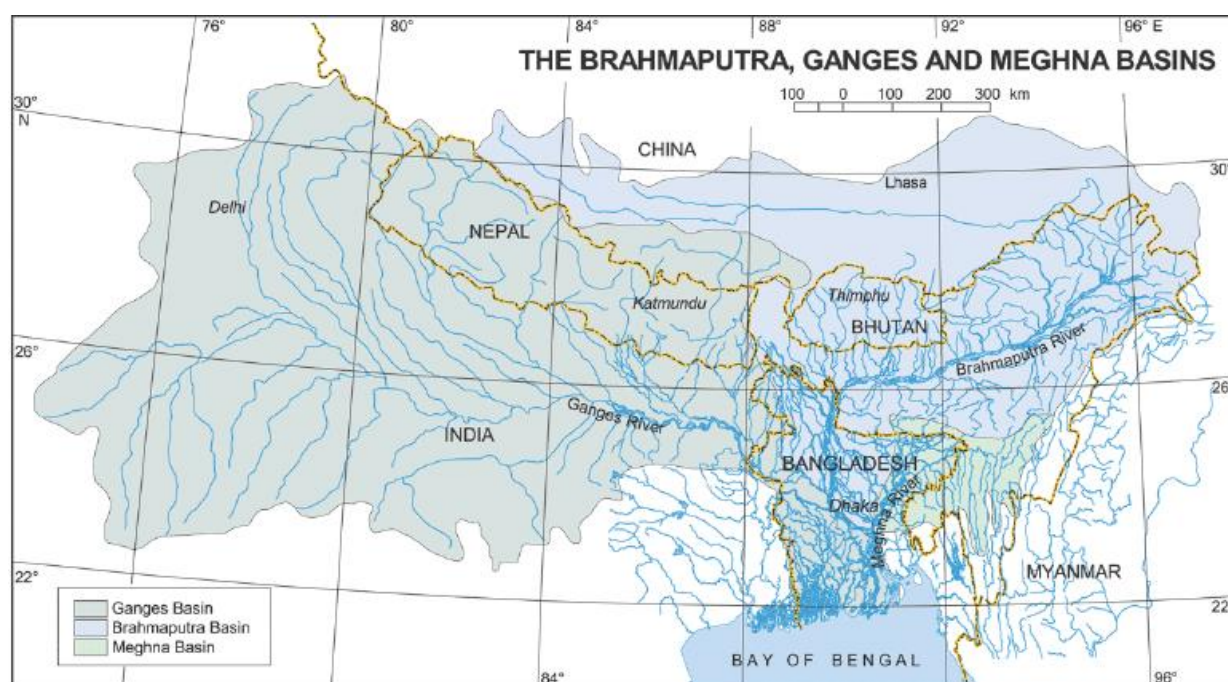 76°
80°
84°
88°
92°
96° E
THE BRAHMAPUTRA, GANGES AND MEGHNA BASINS
100 0 100 200 300 km
30°
N
CHINA
30°
Lhasa
Delhi
NEPAL
Katmundu
Thimphu
BHUTAN
Brahmaputra River
26°
26°
Ganges River
INDIA
BANGLADESH
Dhaka
Meghna River
22°
MYANMAR
22°
Ganges Basin
Brahmaputra Basin
Meghna Basin
BAY OF BENGAL
84°
96°